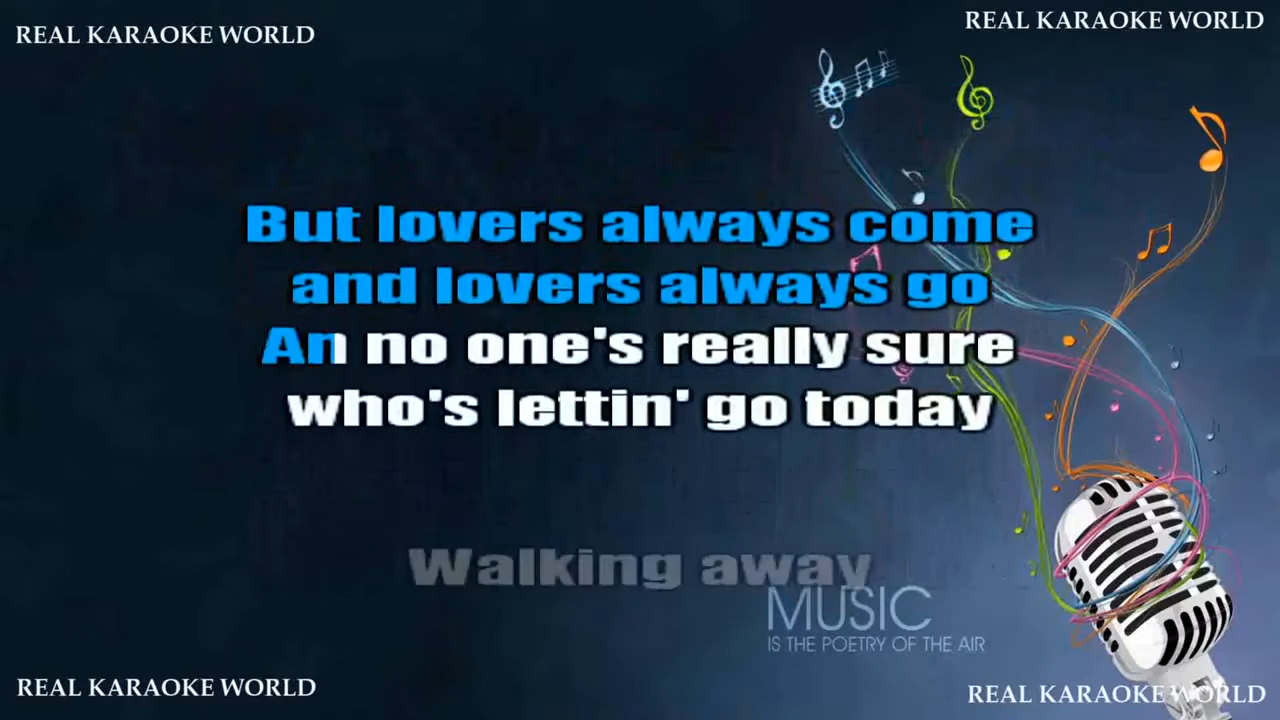 REAL KARAOKE WORLD
REAL KARAOKE WORLD
But lovers always come
and lovers always go
An no one's really sure
who's lettin' go today
Walking away
MUSIC
IS THE POETRY OF THE AIR
REAL KARAOKE WORLD
REAL KARAOKE WORLD